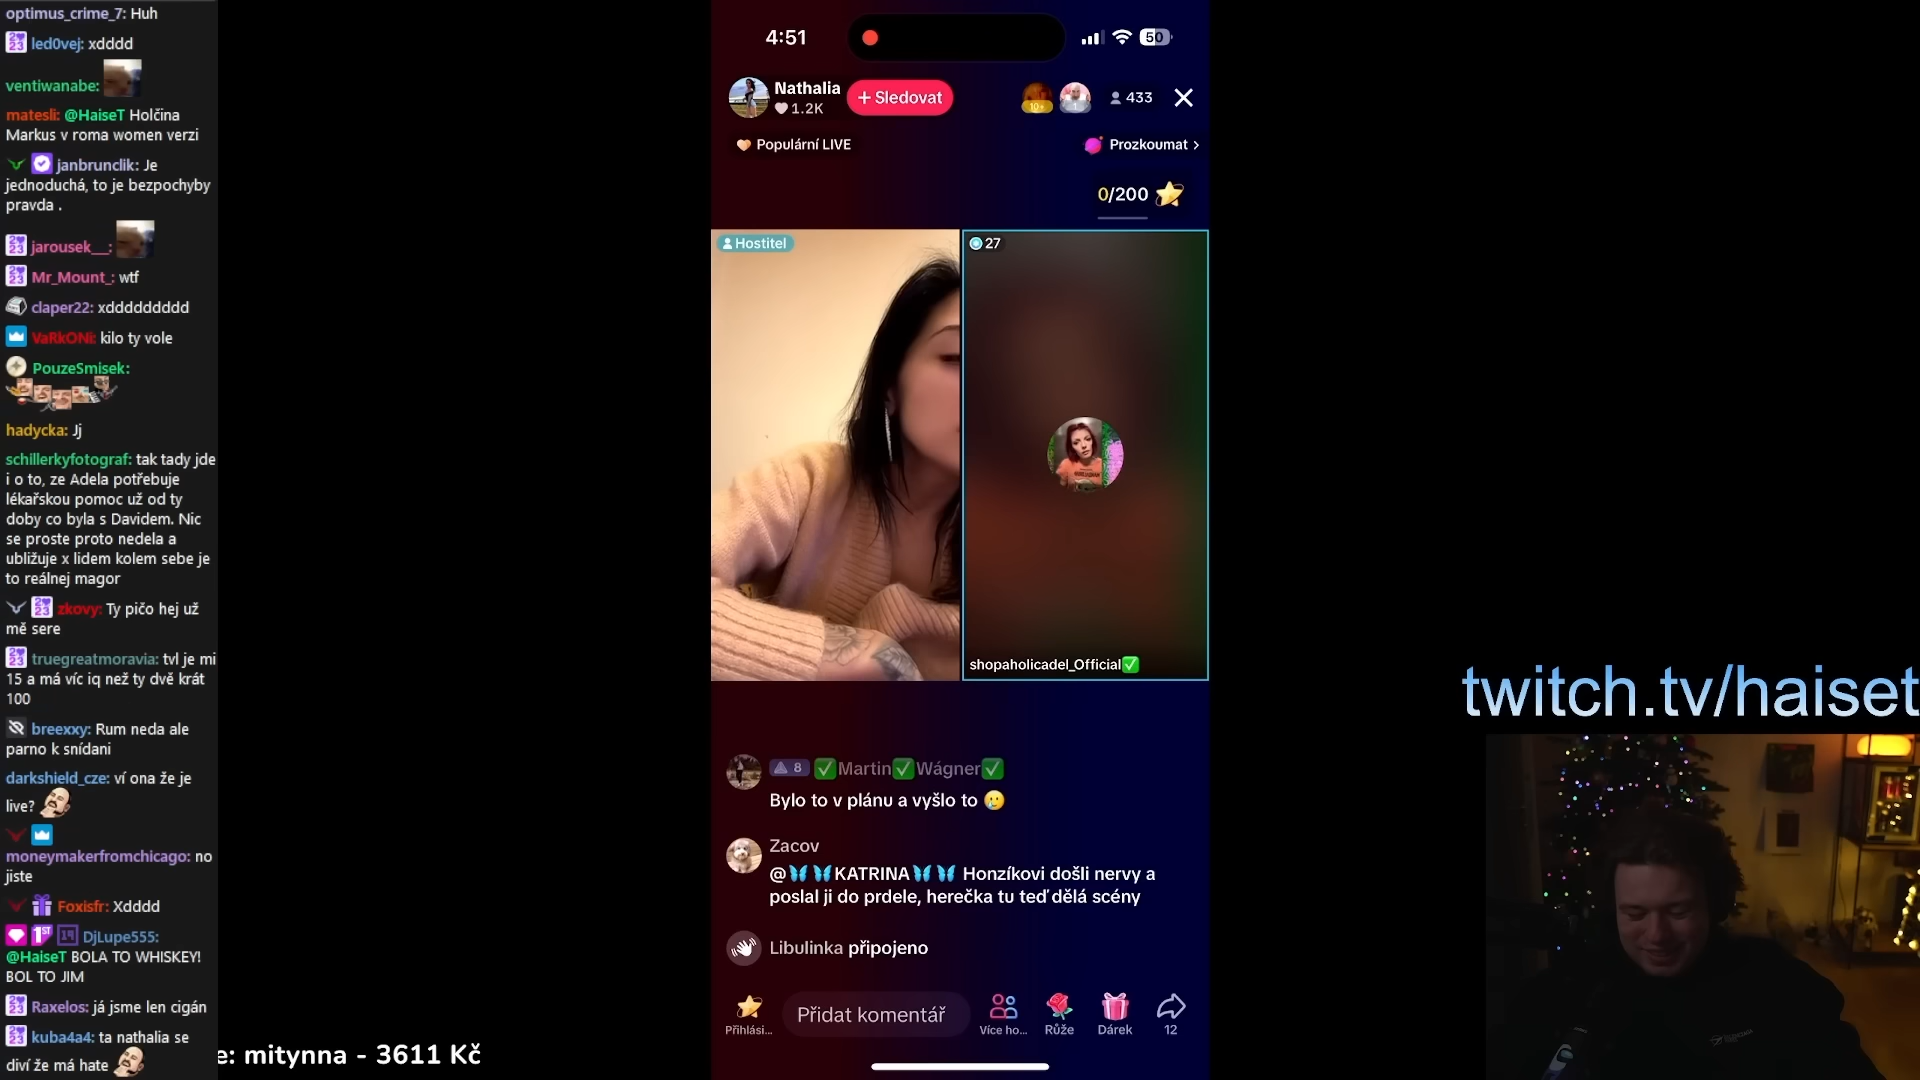 optimus_crime_7: Huh
led0vej: xdddd
ventiwanabe:
matesli: @HaiseT Holčina
Markus v roma women verzi
janbrunclik: Je
jednoduchá, to je bezpochyby
pravda .
jarousek__:
Mr_Mount_: wtf
claper22: xddddddddd
VaRkONi: kilo ty vole
PouzeSmisek:
hadycka: Jj
schillerkyfotograf: tak tady jde
i o to, ze Adela potřebuje
lékařskou pomoc už od ty
doby co byla s Davidem. Nic
se proste proto nedela a
ubližuje x lidem kolem sebe je
to reálnej magor
zkovy: Ty pičo hej už
mě sere
truegreatmoravia: tvl je mi
15 a má víc iq než ty dvě krát
100
breexxy: Rum neda ale
parno k snídani
darkshield_cze: ví ona že je
live?
moneymakerfromchicago: no
jiste
Foxisfr: Xdddd
DjLupe555:
@HaiseT BOLA TO WHISKEY!
BOL TO JIM
Raxelos: já jsme len cigán
kuba4a4: ta nathalia se
diví že má hate
e: mitynna - 3611 Kč
4:51
50
Nathalia
1.2K
+ Sledovat
10+
433
Populární LIVE
Prozkoumat >
0/200
Hostitel
27
shopaholicadel_Official✅
8 ✅Martin✅Wágner✅
Bylo to v plánu a vyšlo to 🥲
Zacov
@🦋🦋KATRINA🦋🦋 Honzíkovi došli nervy a
poslal ji do prdele, herečka tu teď dělá scény
Libulinka připojeno
Přihlási...
Přidat komentář
Více ho...
Růže
Dárek
12
twitch.tv/haiset